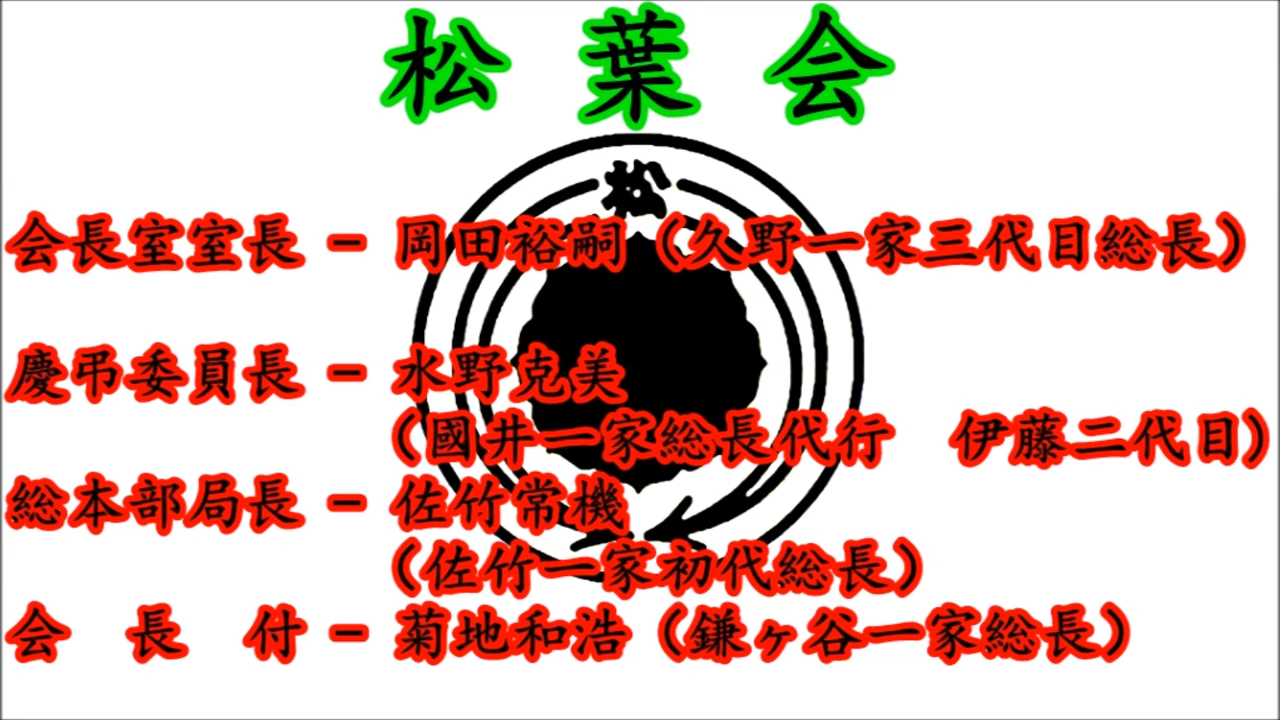 松葉会
松
会長室室長 − 岡田裕嗣（久野一家三代目総長）
慶弔委員長 − 水野克美
（國井一家総長代行　伊藤二代目）
総本部局長 − 佐竹常機
（佐竹一家初代総長）
会　長　付 − 菊地和浩（鎌ヶ谷一家総長）